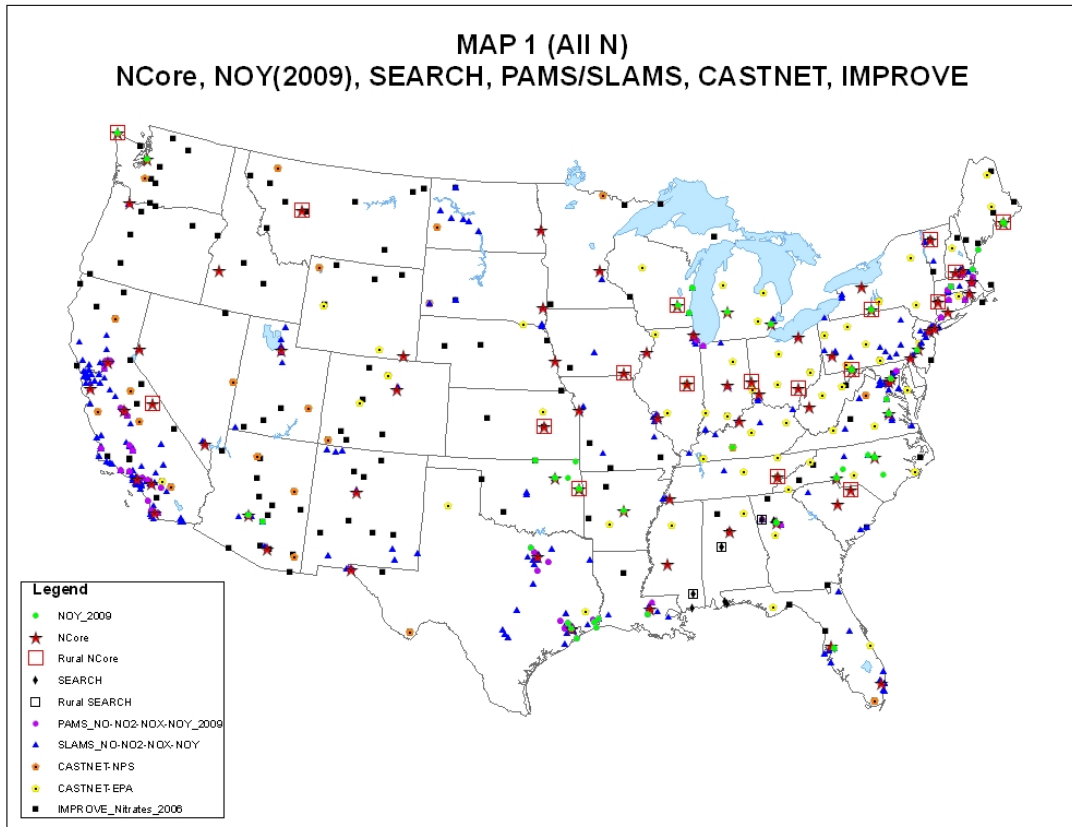 MAP 1 (All N)
NCore, NOY(2009), SEARCH, PAMS/SLAMS, CASTNET, IMPROVE
Legend
NOY_2009
NCore
Rural NCore
SEARCH
Rural SEARCH
PAMS_NO-NO2-NOX-NOY_2009
SLAMS_NO-NO2-NOX-NOY
CASTNET-NPS
CASTNET-EPA
IMPROVE_Nitrates_2006